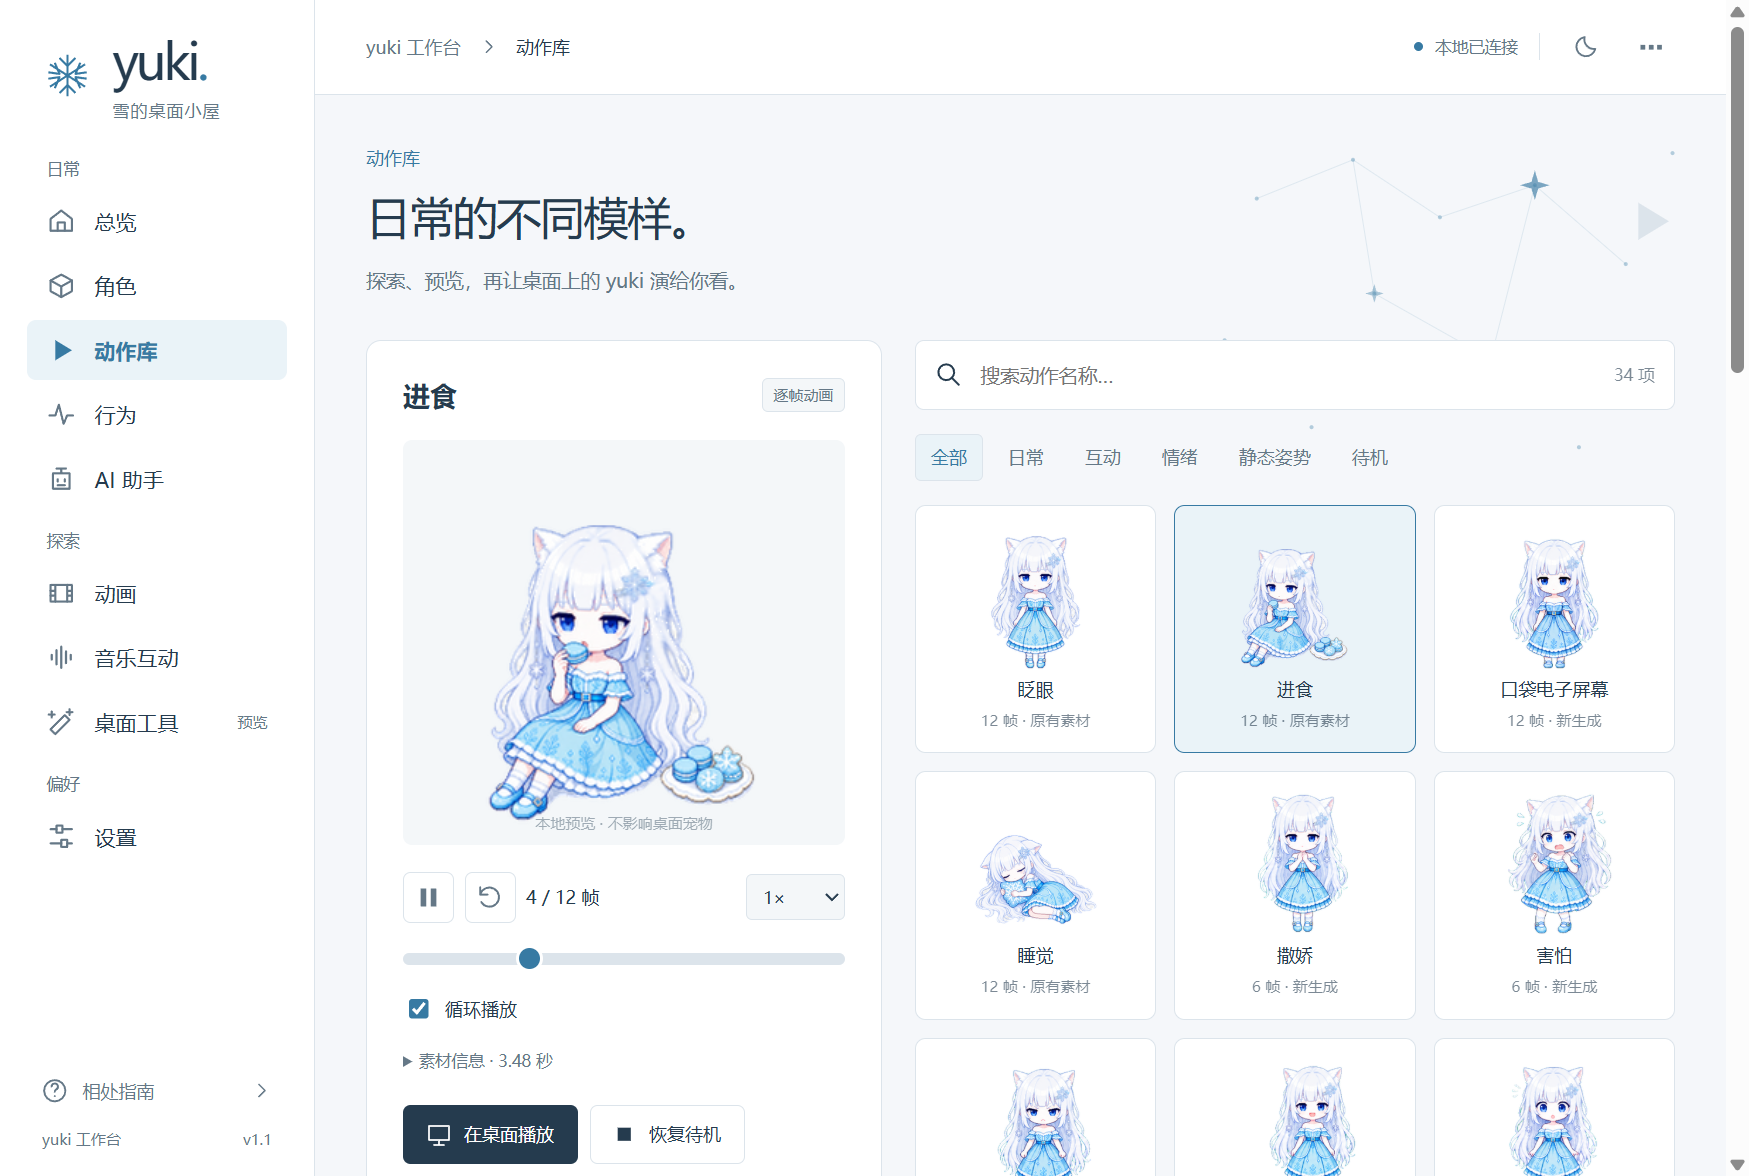 yuki.
雪的桌面小屋
日常
总览
角色
动作库
行为
AI 助手
探索
动画
音乐互动
桌面工具 预览
偏好
设置
相处指南
yuki 工作台 v1.1
yuki 工作台 动作库
本地已连接
动作库
日常的不同模样。
探索、预览，再让桌面上的 yuki 演给你看。
进食
逐帧动画
本地预览 · 不影响桌面宠物
4 / 12 帧
1×
循环播放
素材信息 · 3.48 秒
在桌面播放
恢复待机
搜索动作名称...
34 项
全部 日常 互动 情绪 静态姿势 待机
眨眼
12 帧 · 原有素材
进食
12 帧 · 原有素材
口袋电子屏幕
12 帧 · 新生成
睡觉
12 帧 · 原有素材
撒娇
6 帧 · 新生成
害怕
6 帧 · 新生成